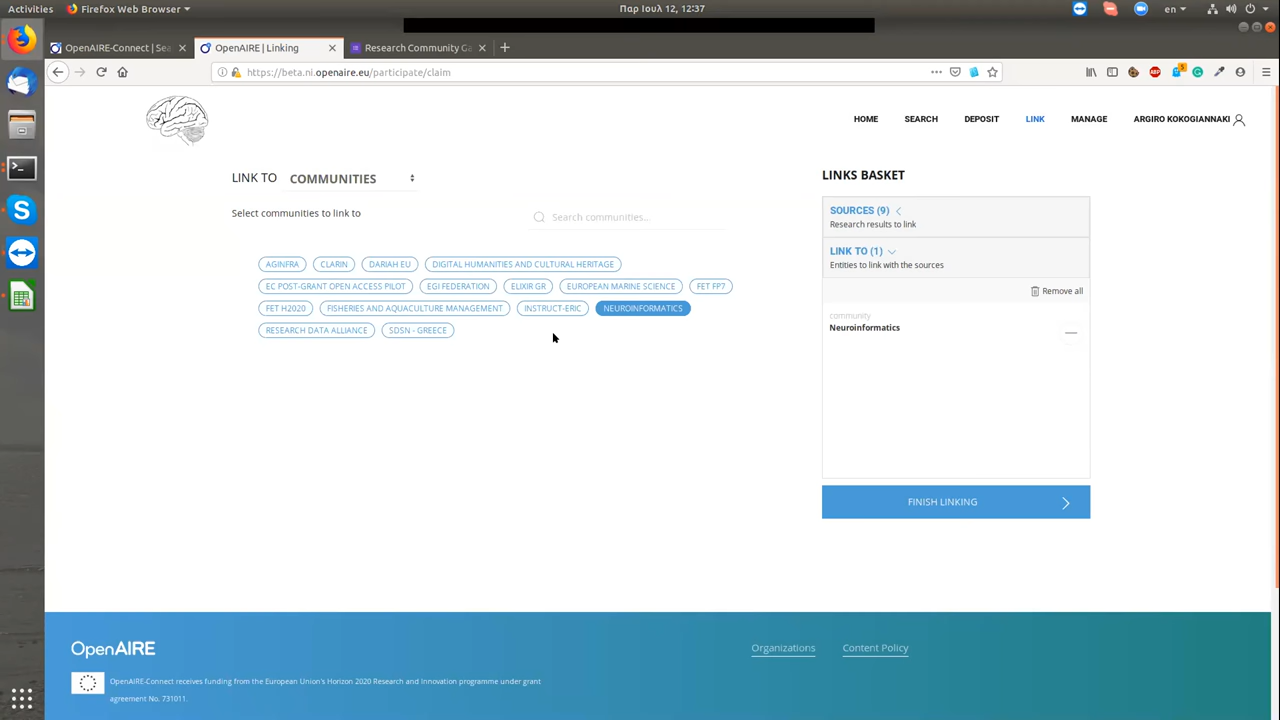 Activities
Firefox Web Browser
Παρ Ιουλ 12, 12:37
en
OpenAIRE-Connect | Sea
OpenAIRE | Linking
Research Community Ga
https://beta.ni.openaire.eu/participate/claim
HOME
SEARCH
DEPOSIT
LINK
MANAGE
ARGIRO KOKOGIANNAKI
LINK TO COMMUNITIES
Select communities to link to
Search communities...
AGINFRA
CLARIN
DARIAH EU
DIGITAL HUMANITIES AND CULTURAL HERITAGE
EC POST-GRANT OPEN ACCESS PILOT
EGI FEDERATION
ELIXIR GR
EUROPEAN MARINE SCIENCE
FET FP7
FET H2020
FISHERIES AND AQUACULTURE MANAGEMENT
INSTRUCT-ERIC
NEUROINFORMATICS
RESEARCH DATA ALLIANCE
SDSN - GREECE
LINKS BASKET
SOURCES (9)
Research results to link
LINK TO (1)
Entities to link with the sources
Remove all
community
Neuroinformatics
FINISH LINKING
OpenAIRE
OpenAIRE-Connect receives funding from the European Union's Horizon 2020 Research and Innovation programme under grant
agreement No. 731011.
Organizations
Content Policy